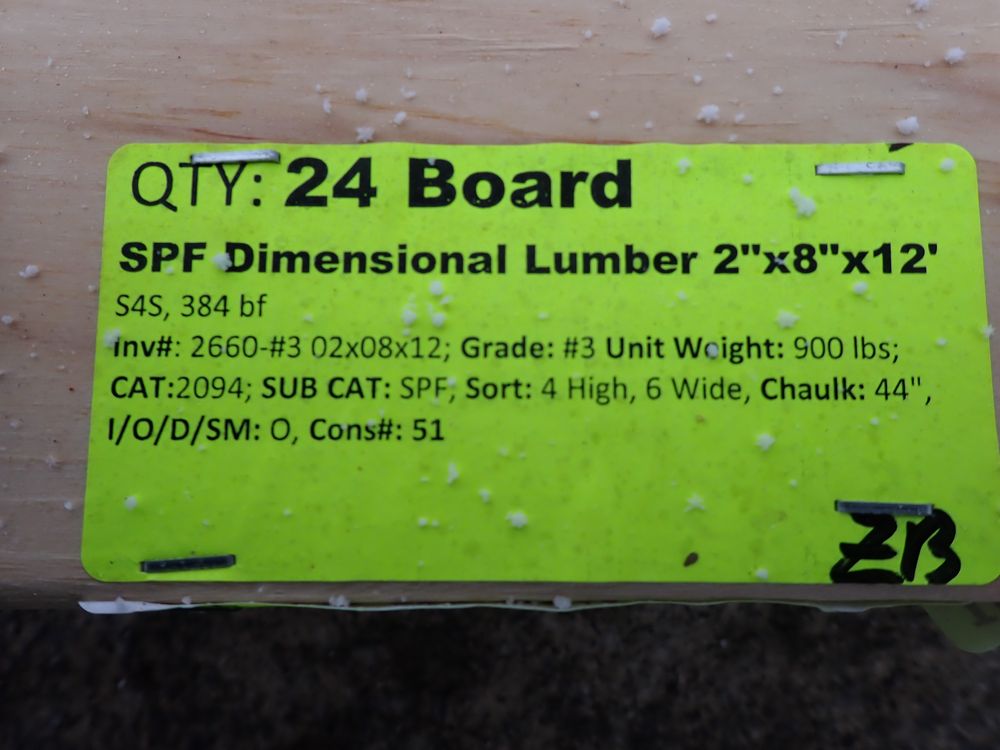 QTY: 24 Board
SPF Dimensional Lumber 2"x8"x12'
S4S, 384 bf
Inv#: 2660-#3 02x08x12; Grade: #3 Unit Weight: 900 lbs;
CAT:2094; SUB CAT: SPF; Sort: 4 High, 6 Wide, Chaulk: 44",
I/O/D/SM: O, Cons#: 51
ZB